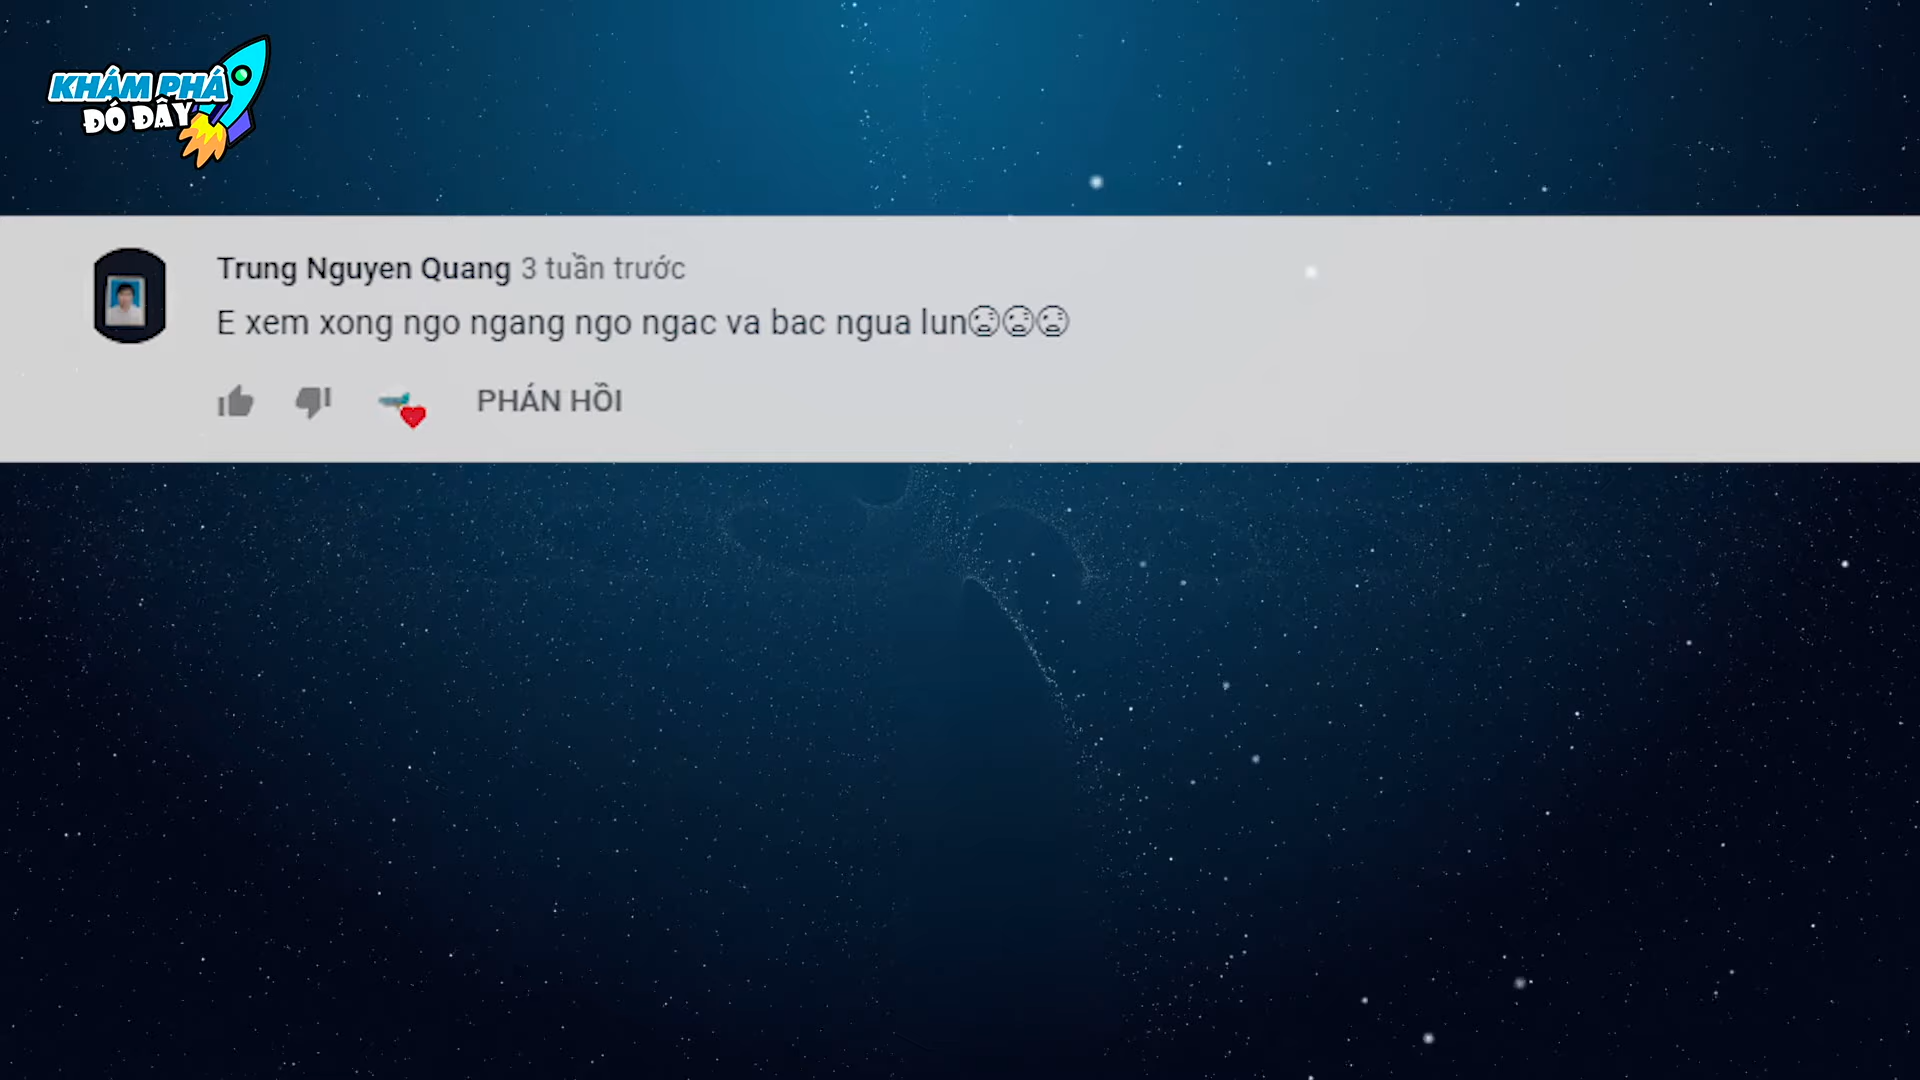 KHÁM PHÁ
ĐÓ ĐÂY
Trung Nguyen Quang 3 tuần trước
E xem xong ngo ngang ngo ngac va bac ngua lun😥😥😥
PHẢN HỒI